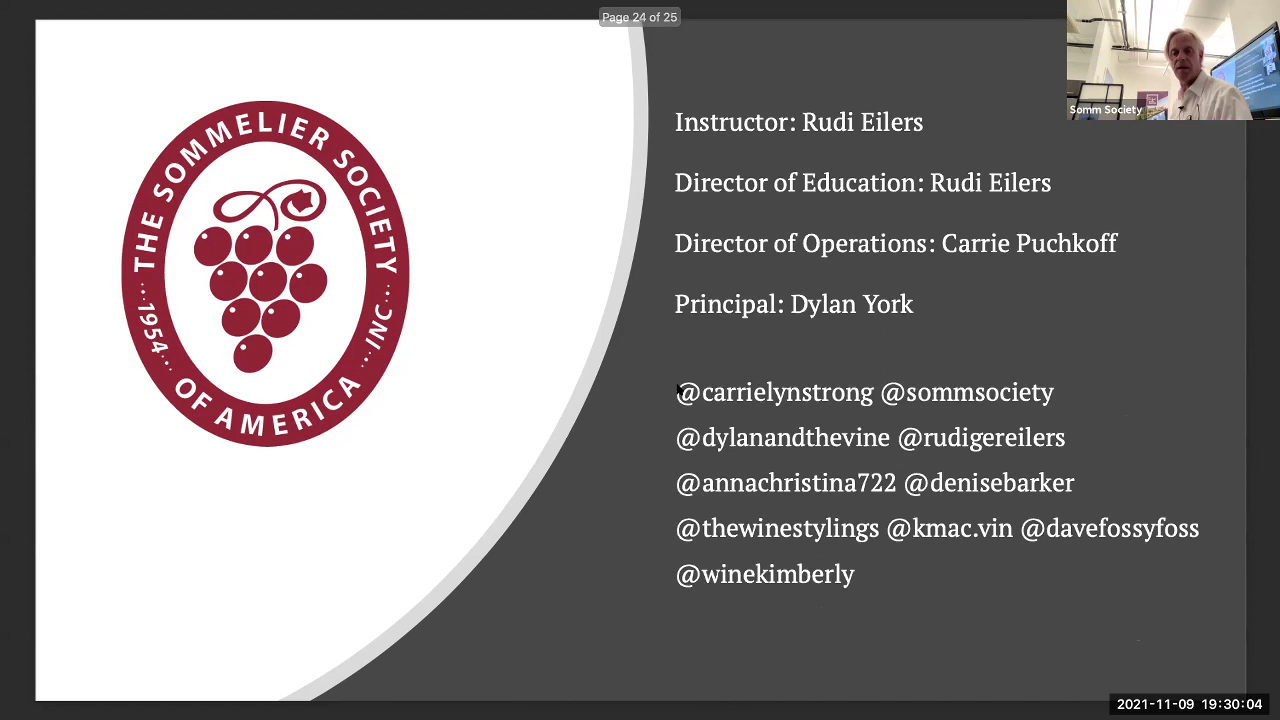 Page 24 of 25
THE SOMMELIER SOCIETY
OF AMERICA
...1954...
...INC...
Instructor: Rudi Eilers
Director of Education: Rudi Eilers
Director of Operations: Carrie Puchkoff
Principal: Dylan York
@carrielynstrong @sommsociety
@dylanandthevine @rudigereilers
@annachristina722 @denisebarker
@thewinestylings @kmac.vin @davefossyfoss
@winekimberly
Somm Society
2021-11-09 19:30:04